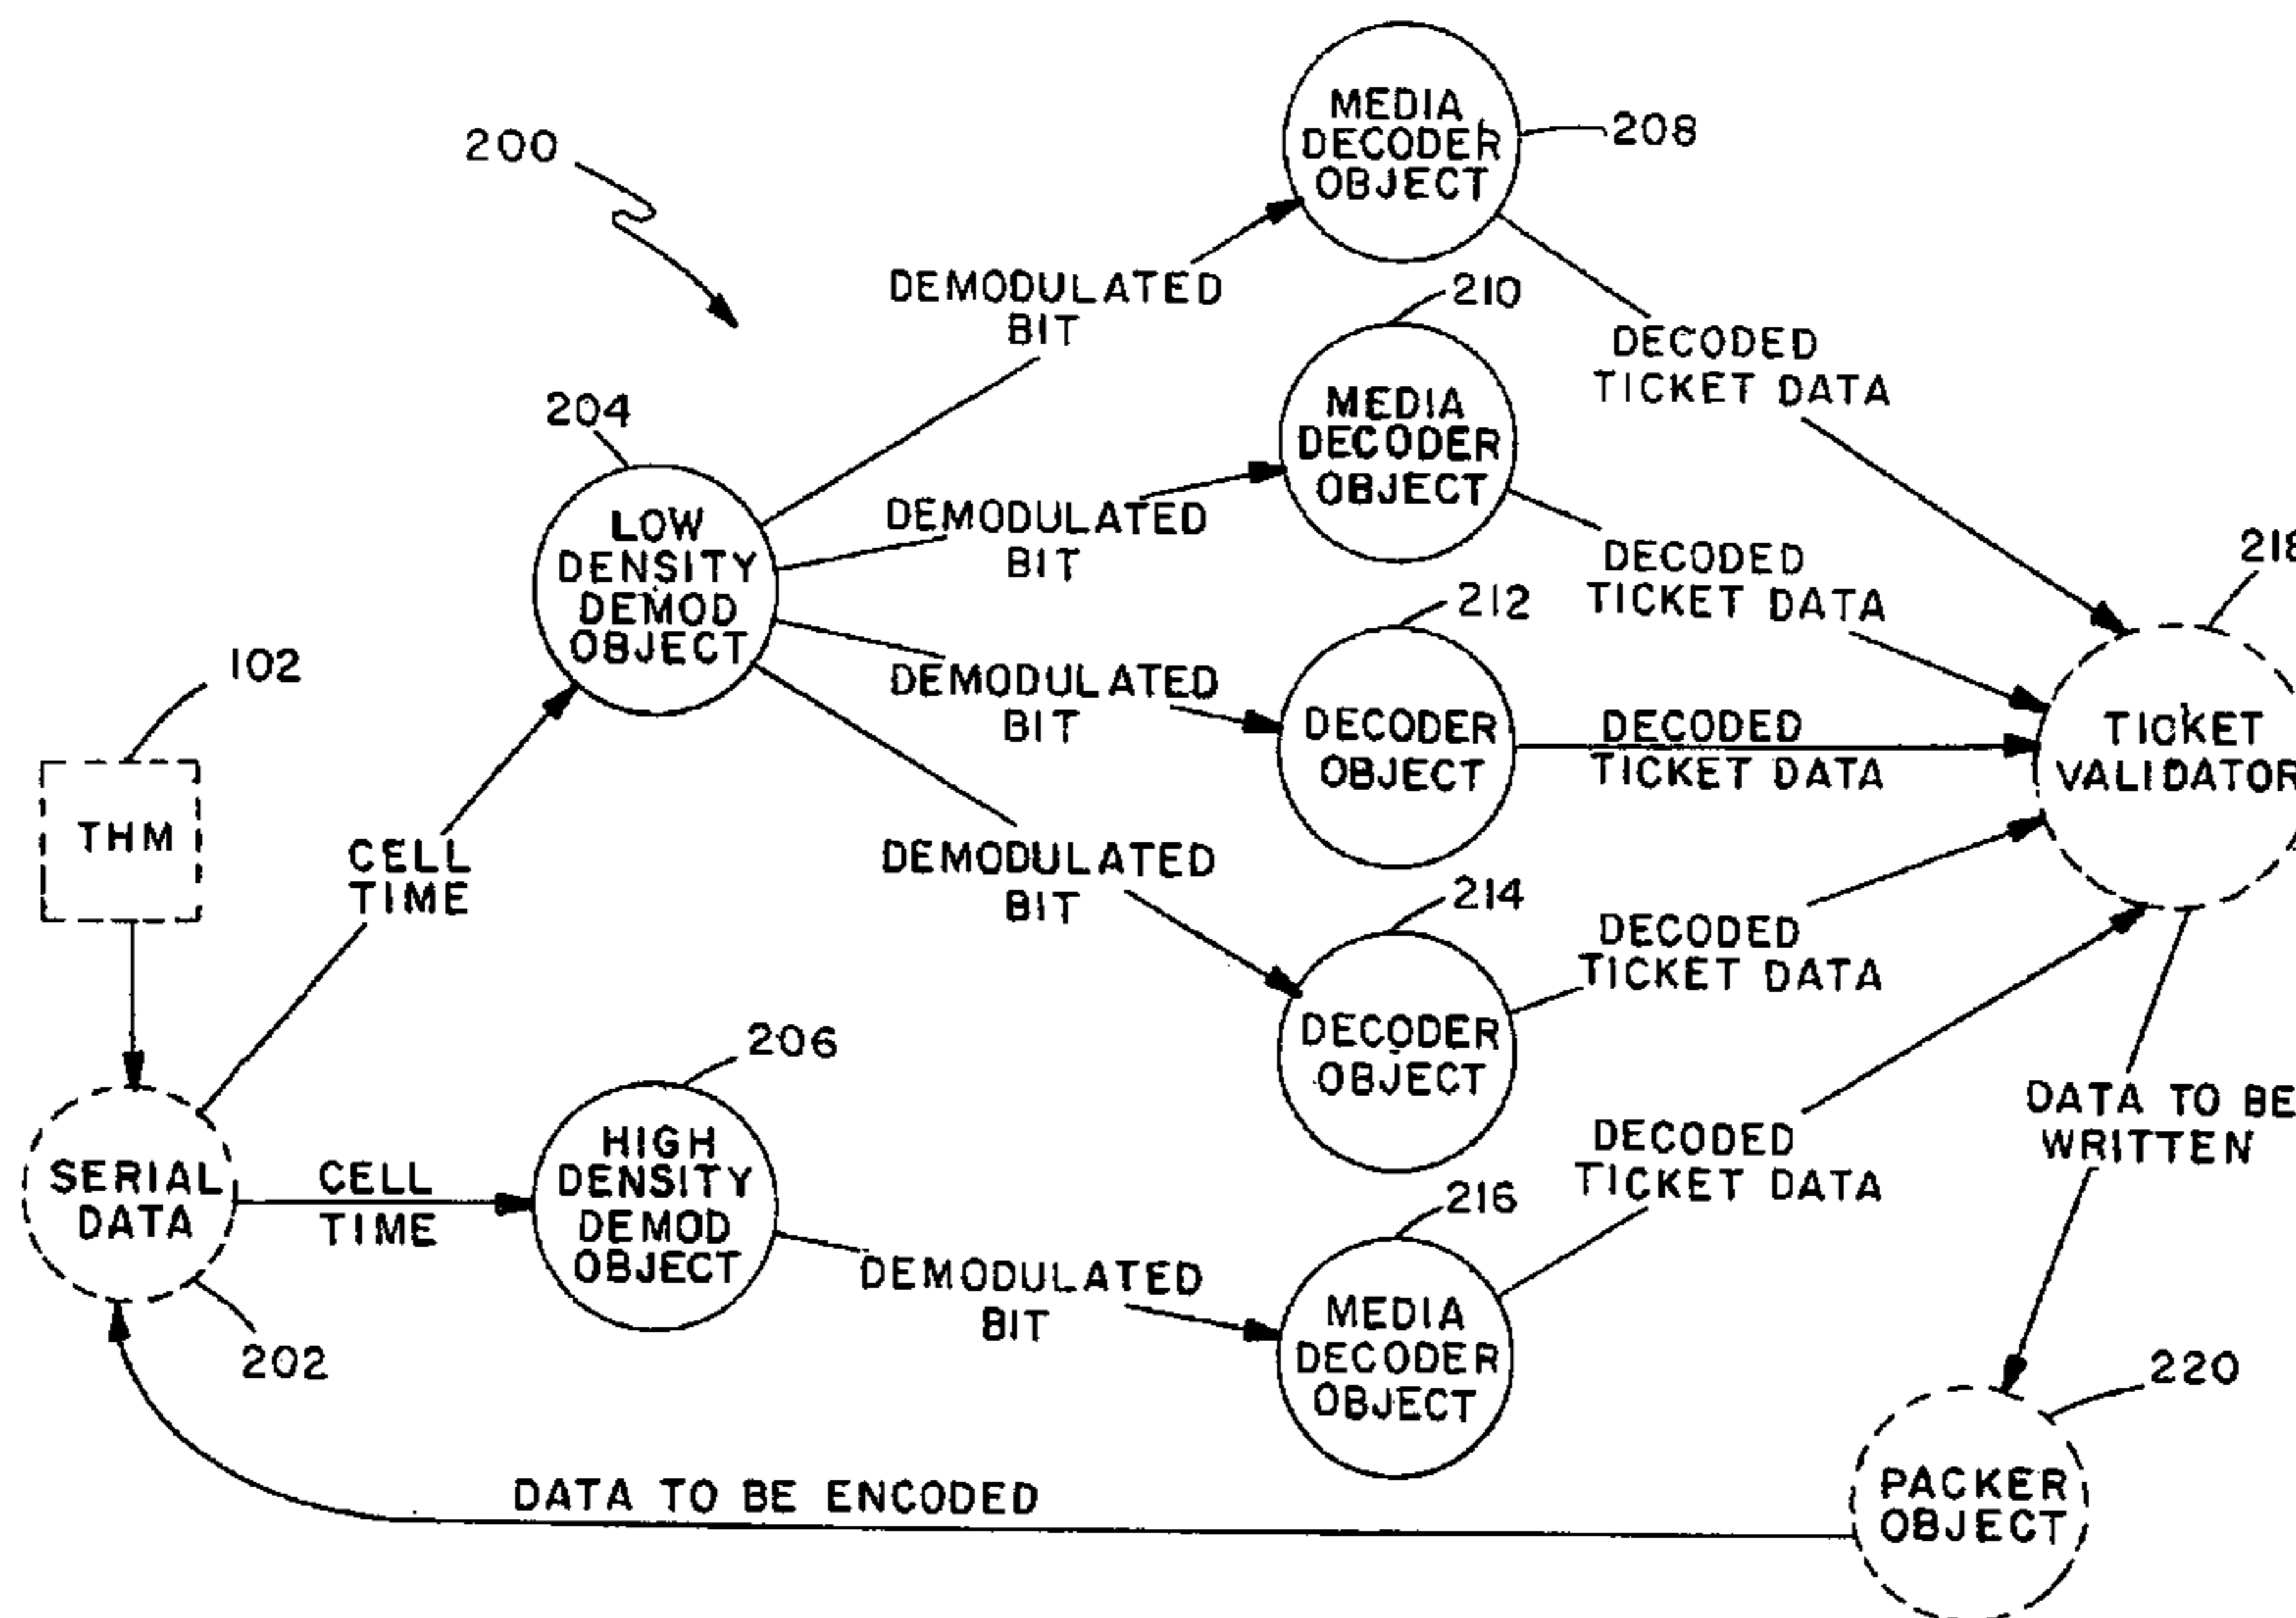 200
MEDIA
DECODER
OBJECT
208
DEMODULATED
BIT
210
MEDIA
DECODER
OBJECT
DECODED
TICKET DATA
204
LOW
DENSITY
DEMOD
OBJECT
DEMODULATED
BIT
DECODED
TICKET DATA
212
DEMODULATED
BIT
DECODER
OBJECT
DECODED
TICKET DATA
TICKET
VALIDATOR
102
THM
CELL
TIME
DEMODULATED
BIT
214
DECODER
OBJECT
DECODED
TICKET DATA
206
HIGH
DENSITY
DEMOD
OBJECT
SERIAL
DATA
CELL
TIME
202
DEMODULATED
BIT
216
MEDIA
DECODER
OBJECT
DECODED
TICKET DATA
DATA TO BE
WRITTEN
220
PACKER
OBJECT
DATA TO BE ENCODED